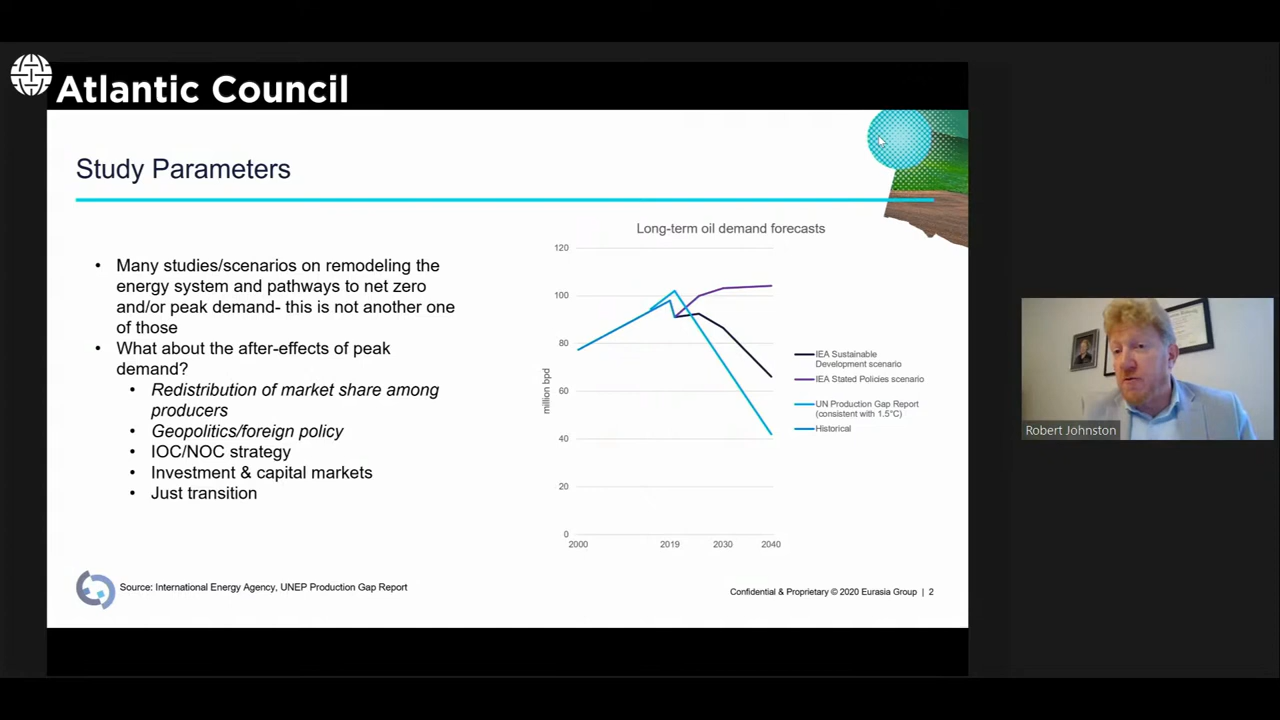 Atlantic Council
Study Parameters
• Many studies/scenarios on remodeling the
energy system and pathways to net zero
and/or peak demand- this is not another one
of those
• What about the after-effects of peak
demand?
• Redistribution of market share among
producers
• Geopolitics/foreign policy
• IOC/NOC strategy
• Investment & capital markets
• Just transition
Long-term oil demand forecasts
120
100
80
60
40
20
0
million bpd
2000 2019 2030 2040
IEA Sustainable
Development scenario
IEA Stated Policies scenario
UN Production Gap Report
(consistent with 1.5°C)
Historical
Source: International Energy Agency, UNEP Production Gap Report
Confidential & Proprietary © 2020 Eurasia Group | 2
Robert Johnston